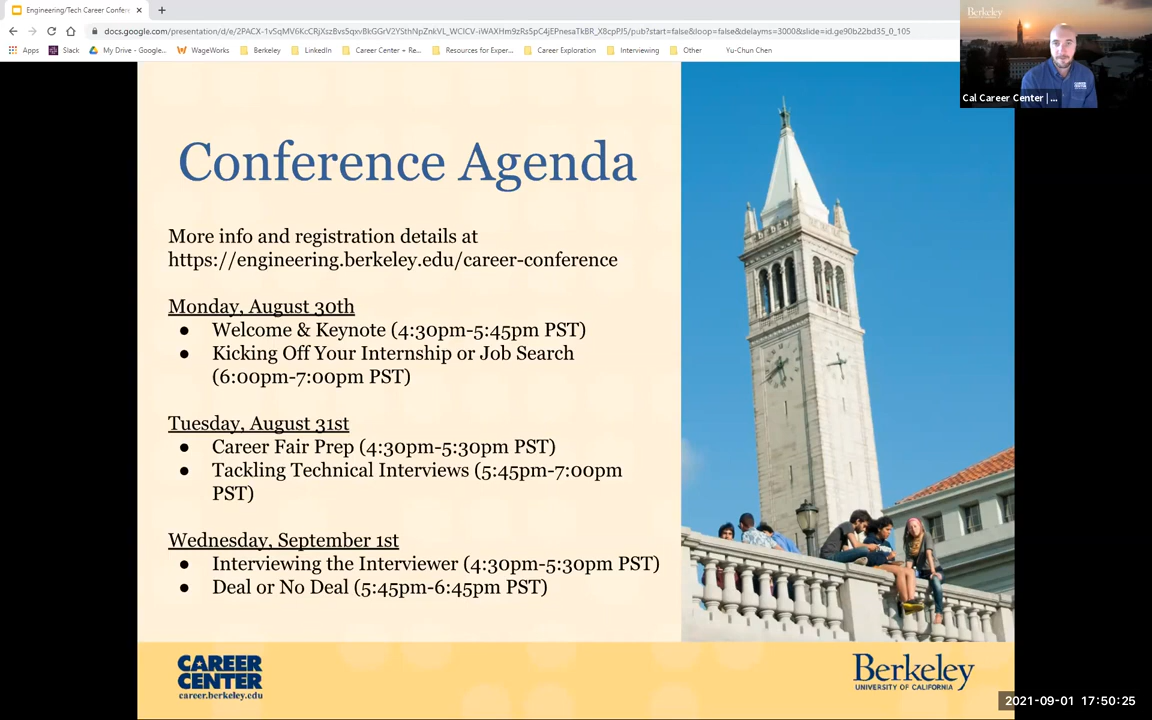 Engineering/Tech Career Confere
docs.google.com/presentation/d/e/2PACX-1vSqMV6KcCRjXszBvs5qxvBkGGrV2YSthNpZnkVL_WCICV-iWAXHm9zRsSpC4jEPnesaTkBR_X8cpPJ5/pub?start=false&loop=false&delayms=3000&slide=id.ge90b22bd35_0_105
Apps Slack My Drive - Google... WageWorks Berkeley LinkedIn Career Center + Re... Resources for Exper... Career Exploration Interviewing Other Yu-Chun Chen
Berkeley
CAREER CENTER
Cal Career Center | ...
Conference Agenda
More info and registration details at
https://engineering.berkeley.edu/career-conference
Monday, August 30th
● Welcome & Keynote (4:30pm-5:45pm PST)
● Kicking Off Your Internship or Job Search
(6:00pm-7:00pm PST)
Tuesday, August 31st
● Career Fair Prep (4:30pm-5:30pm PST)
● Tackling Technical Interviews (5:45pm-7:00pm
PST)
Wednesday, September 1st
● Interviewing the Interviewer (4:30pm-5:30pm PST)
● Deal or No Deal (5:45pm-6:45pm PST)
CAREER
CENTER
career.berkeley.edu
Berkeley
UNIVERSITY OF CALIFORNIA
2021-09-01 17:50:25